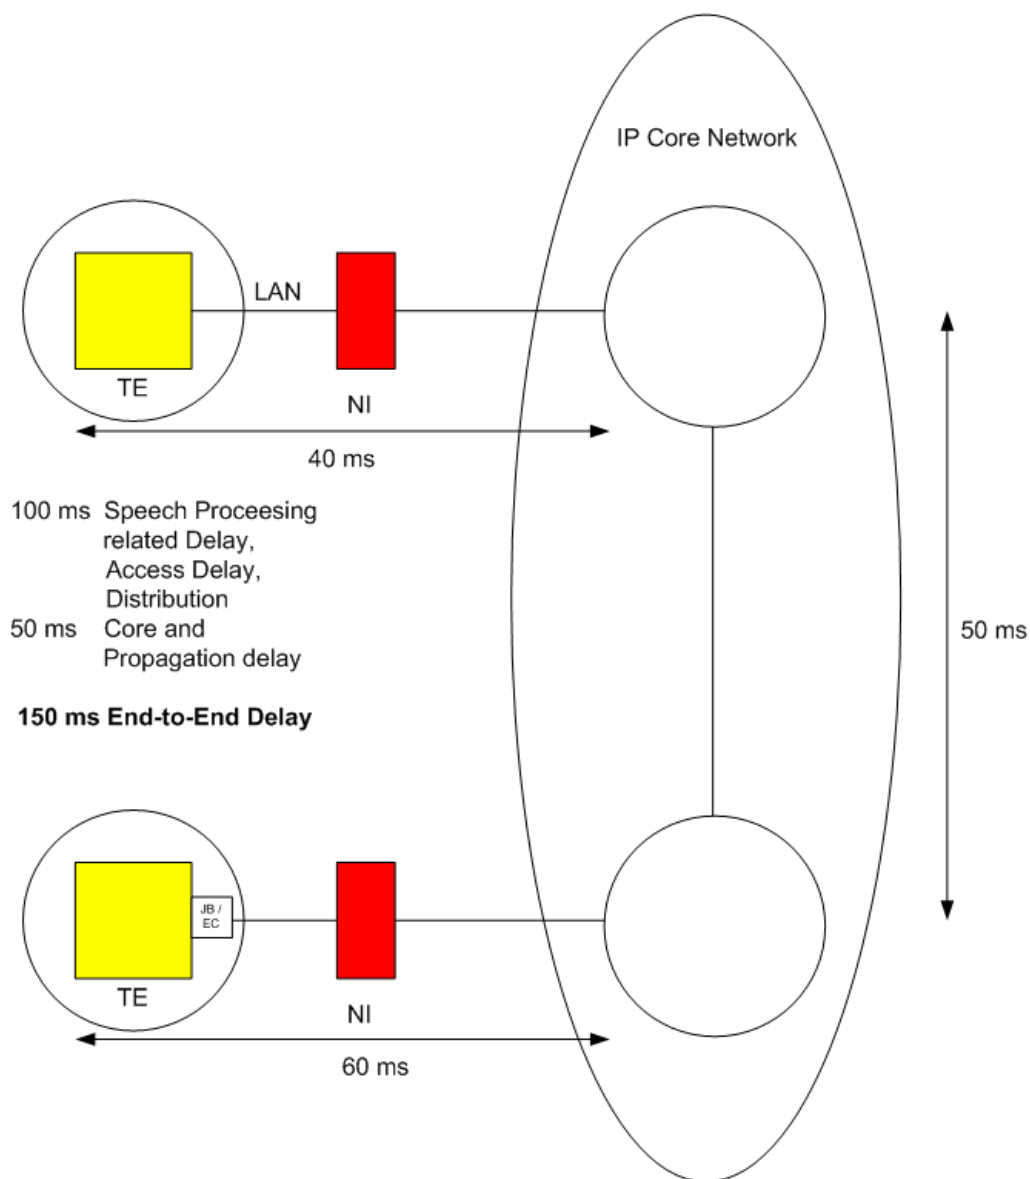 IP Core Network
LAN
TE
NI
40 ms
100 ms Speech Proceesing
related Delay,
Access Delay,
Distribution
50 ms Core and
Propagation delay
150 ms End-to-End Delay
50 ms
JB /
EC
TE
NI
60 ms